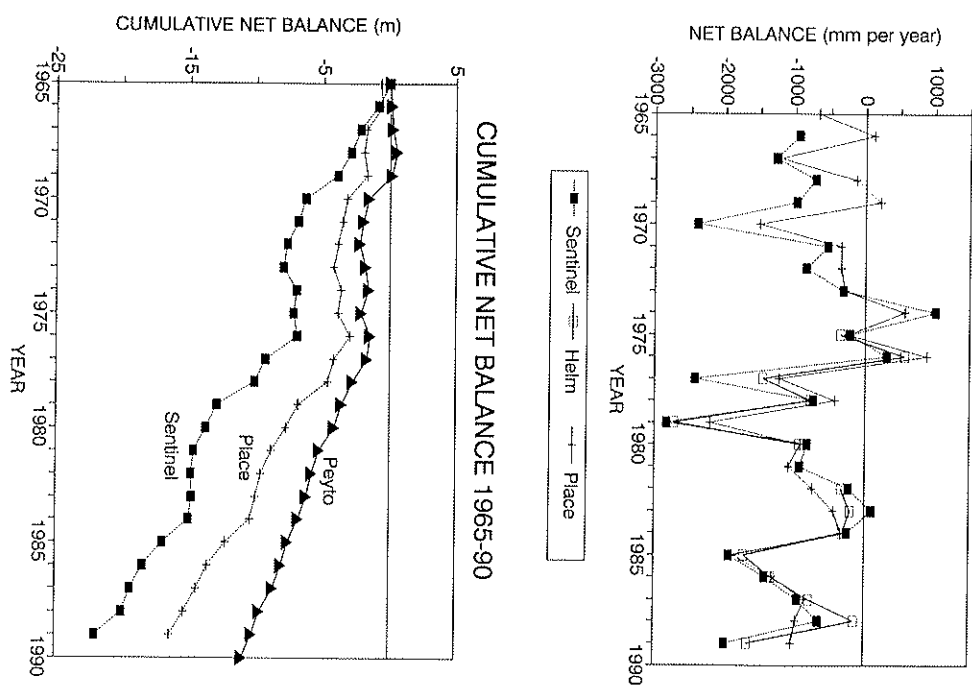 NET BALANCE (mm per year)
1000
0
-1000
-2000
-3000
1965 1970 1975 1980 1985 1990
YEAR
Sentinel Helm Place
CUMULATIVE NET BALANCE 1965-90
CUMULATIVE NET BALANCE (m)
5
-5
-15
-25
Peyto
Place
Sentinel
1965 1970 1975 1980 1985 1990
YEAR